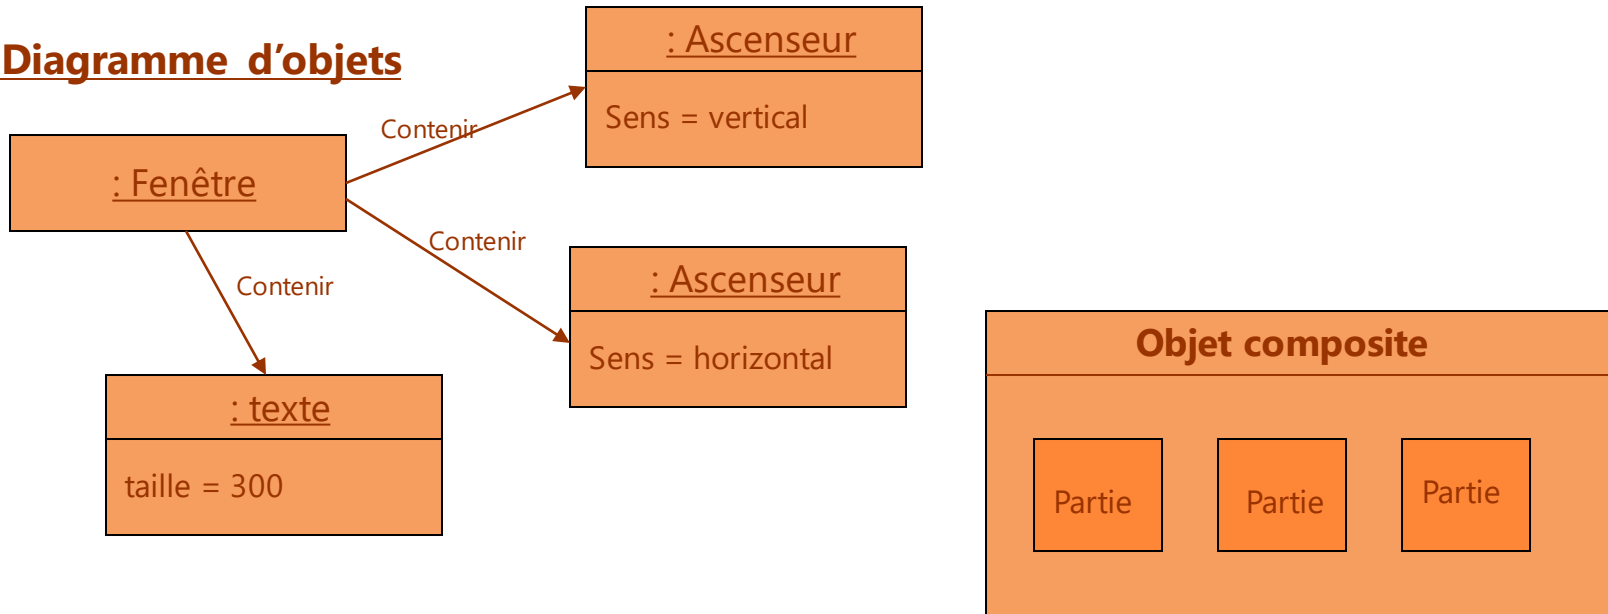 Diagramme d'objets
: Ascenseur
Sens = vertical
Contenir
: Fenêtre
Contenir
: Ascenseur
Sens = horizontal
Contenir
: texte
taille = 300
Objet composite
Partie
Partie
Partie